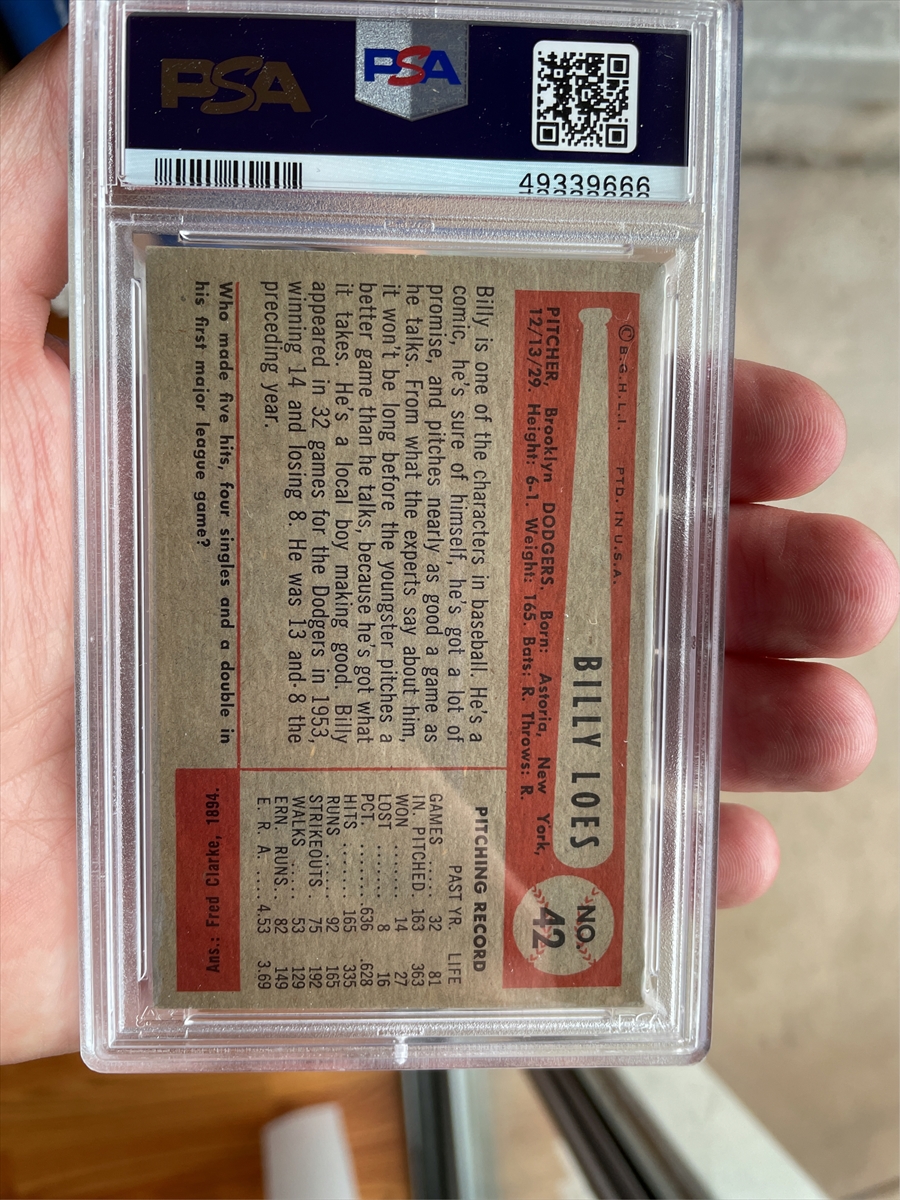 PSA
PSA
49339666
© B.G.H.L.I. PTD. IN U.S.A.
BILLY LOES
NO.
42
PITCHER, Brooklyn DODGERS. Born: Astoria, New York,
12/13/29. Height: 6-1. Weight: 165. Bats: R. Throws: R.
Billy is one of the characters in baseball. He's a
comic, he's sure of himself, he's got a lot of
promise, and pitches nearly as good a game as
he talks. From what the experts say about him,
it won't be long before the youngster pitches a
better game than he talks, because he's got what
it takes. He's a local boy making good. Billy
appeared in 32 games for the Dodgers in 1953,
winning 14 and losing 8. He was 13 and 8 the
preceding year.
PITCHING RECORD
PAST YR. LIFE
GAMES ..... 32 81
IN. PITCHED. 163 363
WON ....... 14 27
LOST ....... 8 16
PCT. ....... .636 .628
HITS ....... 165 335
RUNS ...... 92 165
STRIKEOUTS . 75 192
WALKS ..... 53 129
ERN. RUNS.. 82 149
E. R. A. .... 4.53 3.69
Who made five hits, four singles and a double in
his first major league game?
Ans.: Fred Clarke, 1894.